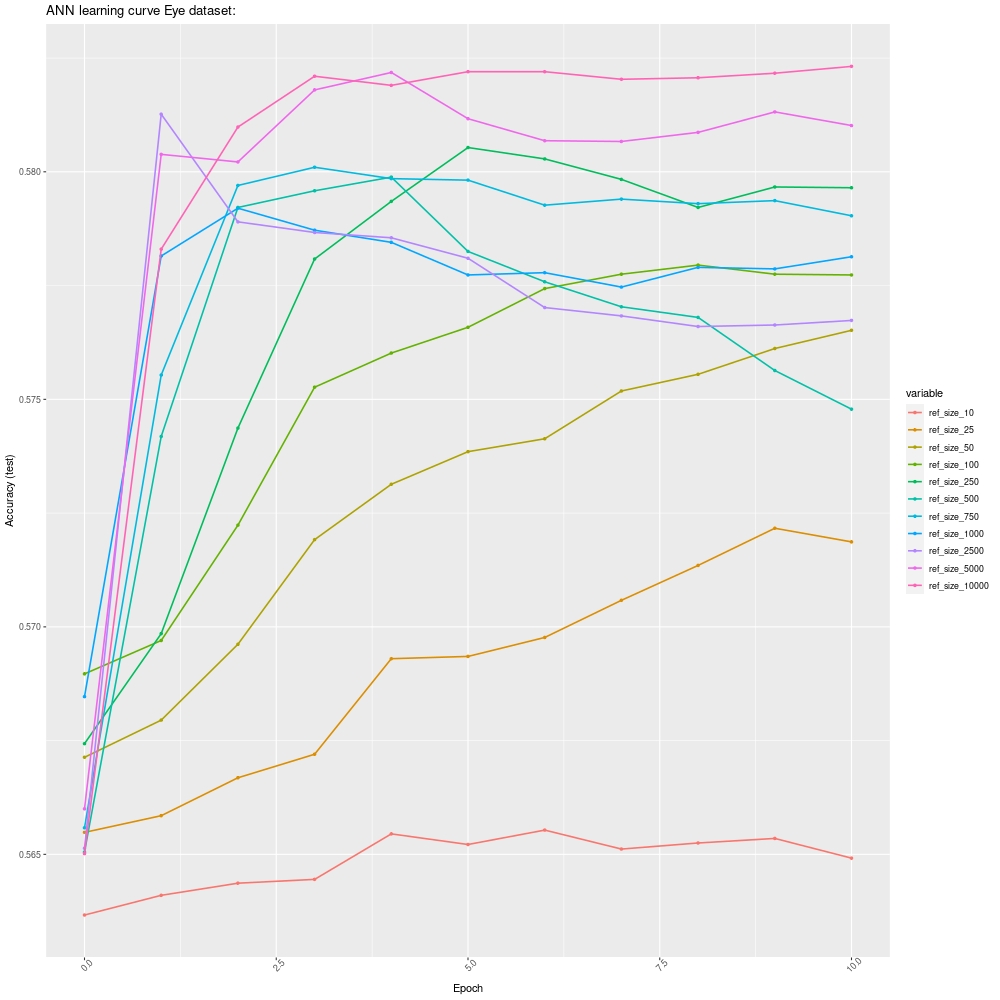 ANN learning curve Eye dataset:
0.580
0.575
0.570
0.565
Accuracy (test)
0.0
2.5
5.0
7.5
10.0
Epoch
variable
ref_size_10
ref_size_25
ref_size_50
ref_size_100
ref_size_250
ref_size_500
ref_size_750
ref_size_1000
ref_size_2500
ref_size_5000
ref_size_10000